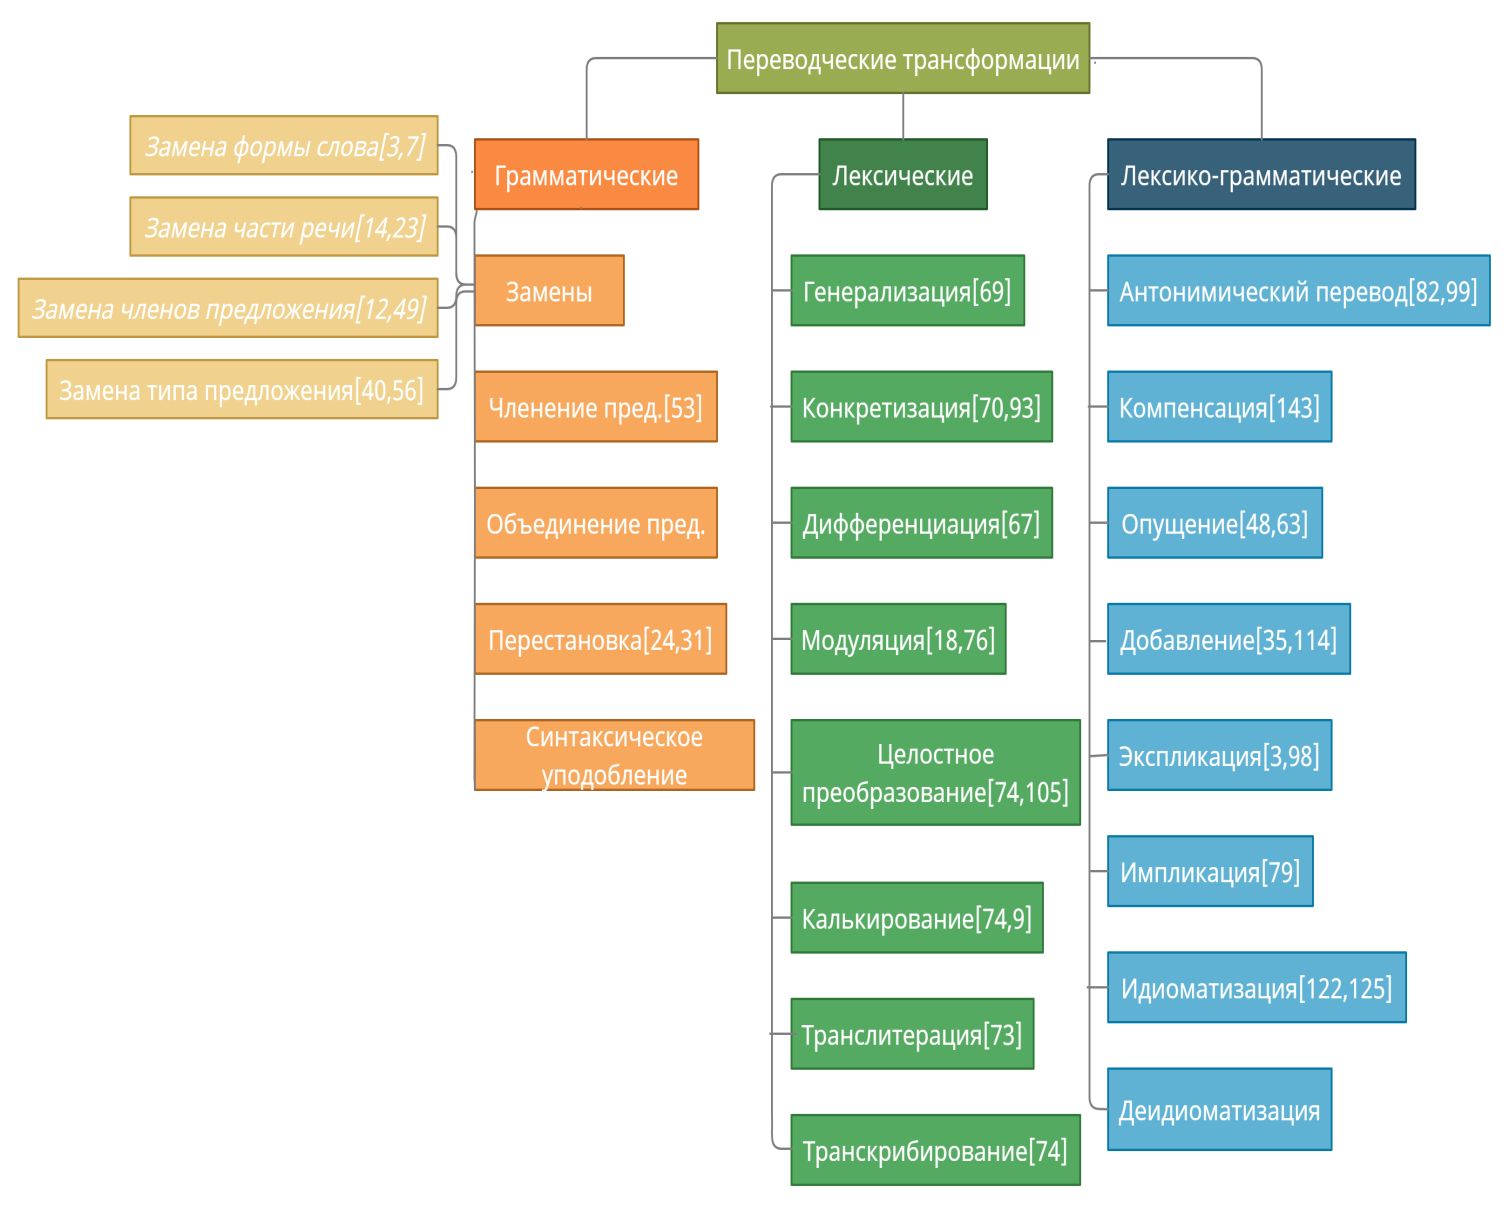 Переводческие трансформации
Грамматические
Замены
Замена формы слова[3,7]
Замена части речи[14,23]
Замена членов предложения[12,49]
Замена типа предложения[40,56]
Членение пред.[53]
Объединение пред.
Перестановка[24,31]
Синтаксическое
уподобление
Лексические
Генерализация[69]
Конкретизация[70,93]
Дифференциация[67]
Модуляция[18,76]
Целостное
преобразование[74,105]
Калькирование[74,9]
Транслитерация[73]
Транскрибирование[74]
Лексико-грамматические
Антонимический перевод[82,99]
Компенсация[143]
Опущение[48,63]
Добавление[35,114]
Экспликация[3,98]
Импликация[79]
Идиоматизация[122,125]
Деидиоматизация